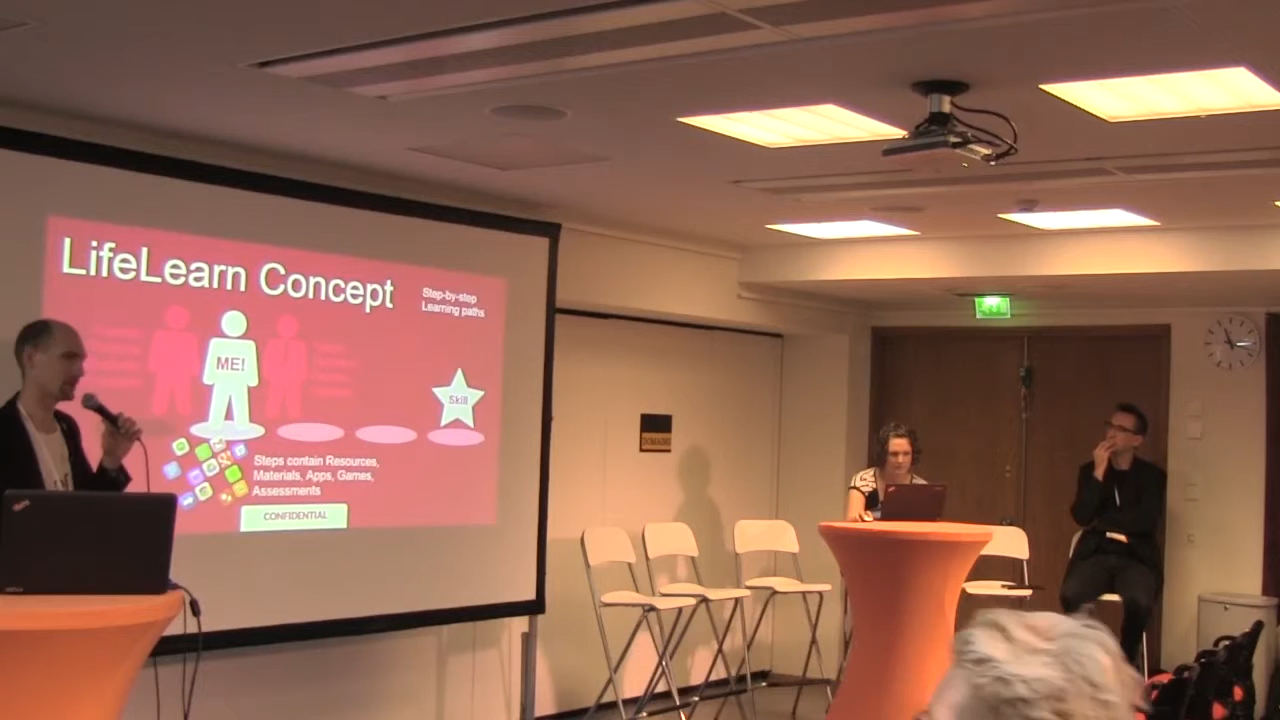 LifeLearn Concept
Step-by-step
Learning paths
ME!
Skill
Steps contain Resources,
Materials, Apps, Games,
Assessments
CONFIDENTIAL